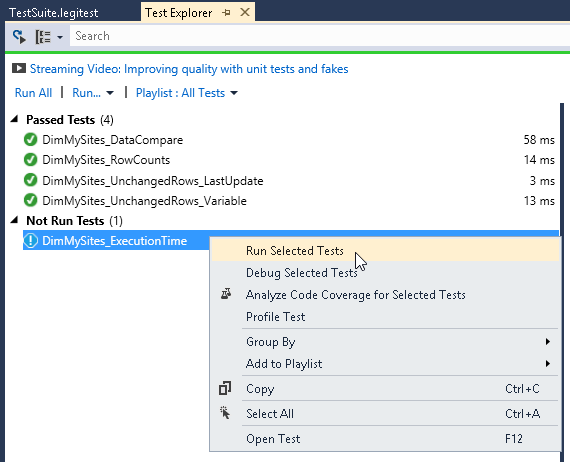 TestSuite.legitest Test Explorer
Search
Streaming Video: Improving quality with unit tests and fakes
Run All | Run... | Playlist : All Tests
Passed Tests (4)
DimMySites_DataCompare 58 ms
DimMySites_RowCounts 14 ms
DimMySites_UnchangedRows_LastUpdate 3 ms
DimMySites_UnchangedRows_Variable 13 ms
Not Run Tests (1)
DimMySites_ExecutionTime
Run Selected Tests
Debug Selected Tests
Analyze Code Coverage for Selected Tests
Profile Test
Group By
Add to Playlist
Copy Ctrl+C
Select All Ctrl+A
Open Test F12